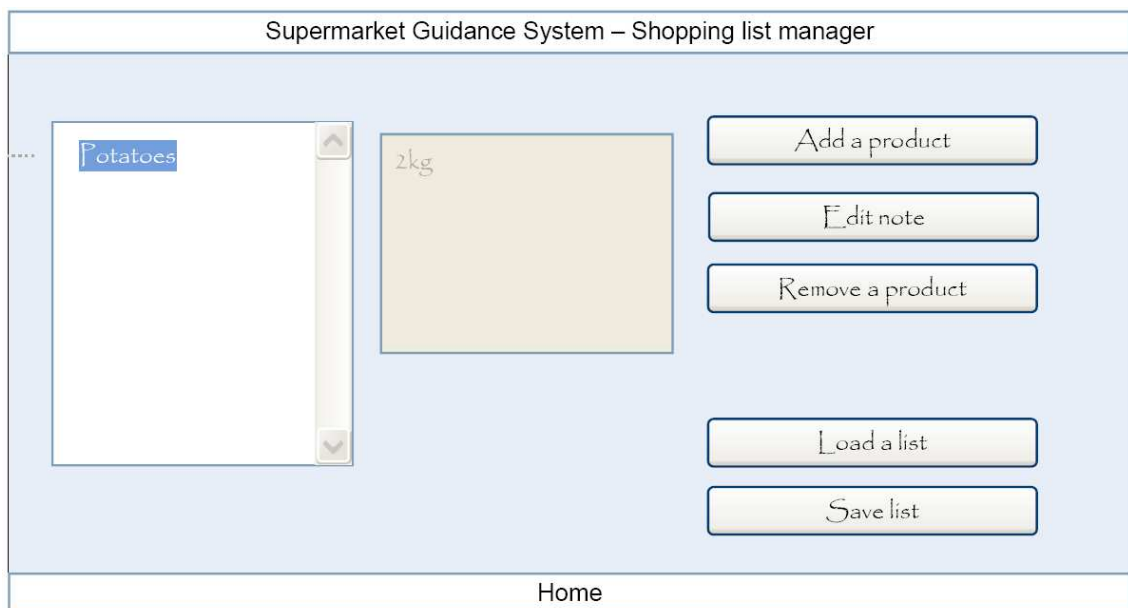 Supermarket Guidance System – Shopping list manager
Potatoes
2kg
Add a product
Edit note
Remove a product
Load a list
Save list
Home